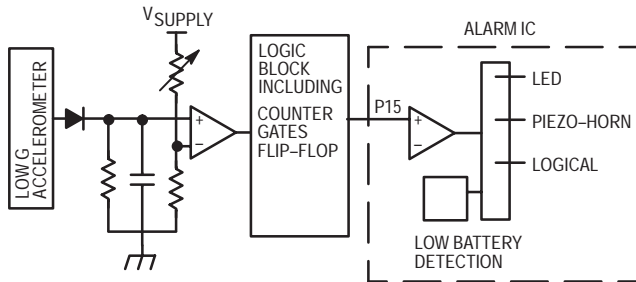 V SUPPLY
ALARM IC
LOW G
ACCELEROMETER
+
−
LOGIC
BLOCK
INCLUDING
COUNTER
GATES
FLIP–FLOP
P15
+
−
LED
PIEZO–HORN
LOGICAL
LOW BATTERY
DETECTION